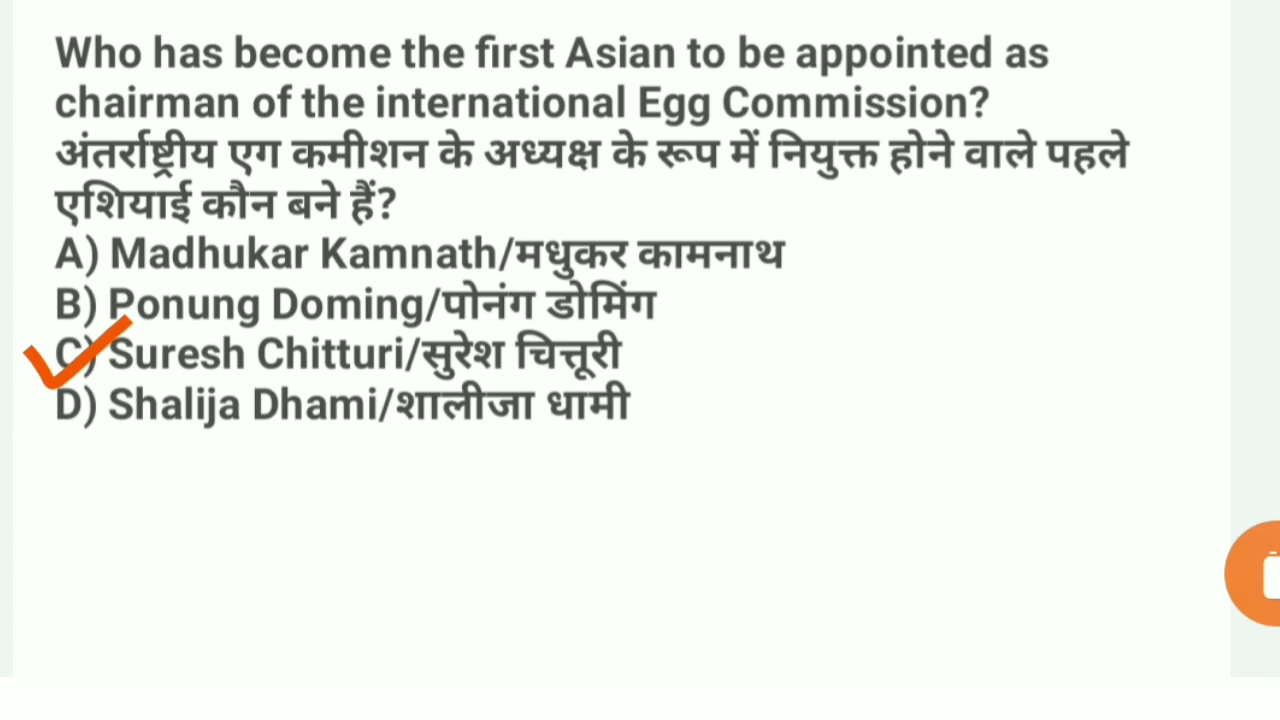 Who has become the first Asian to be appointed as
chairman of the international Egg Commission?
अंतर्राष्ट्रीय एग कमीशन के अध्यक्ष के रूप में नियुक्त होने वाले पहले
एशियाई कौन बने हैं?
A) Madhukar Kamnath/मधुकर कामनाथ
B) Ponung Doming/पोनंग डोमिंग
C) Suresh Chitturi/सुरेश चित्तूरी
D) Shalija Dhami/शालीजा धामी